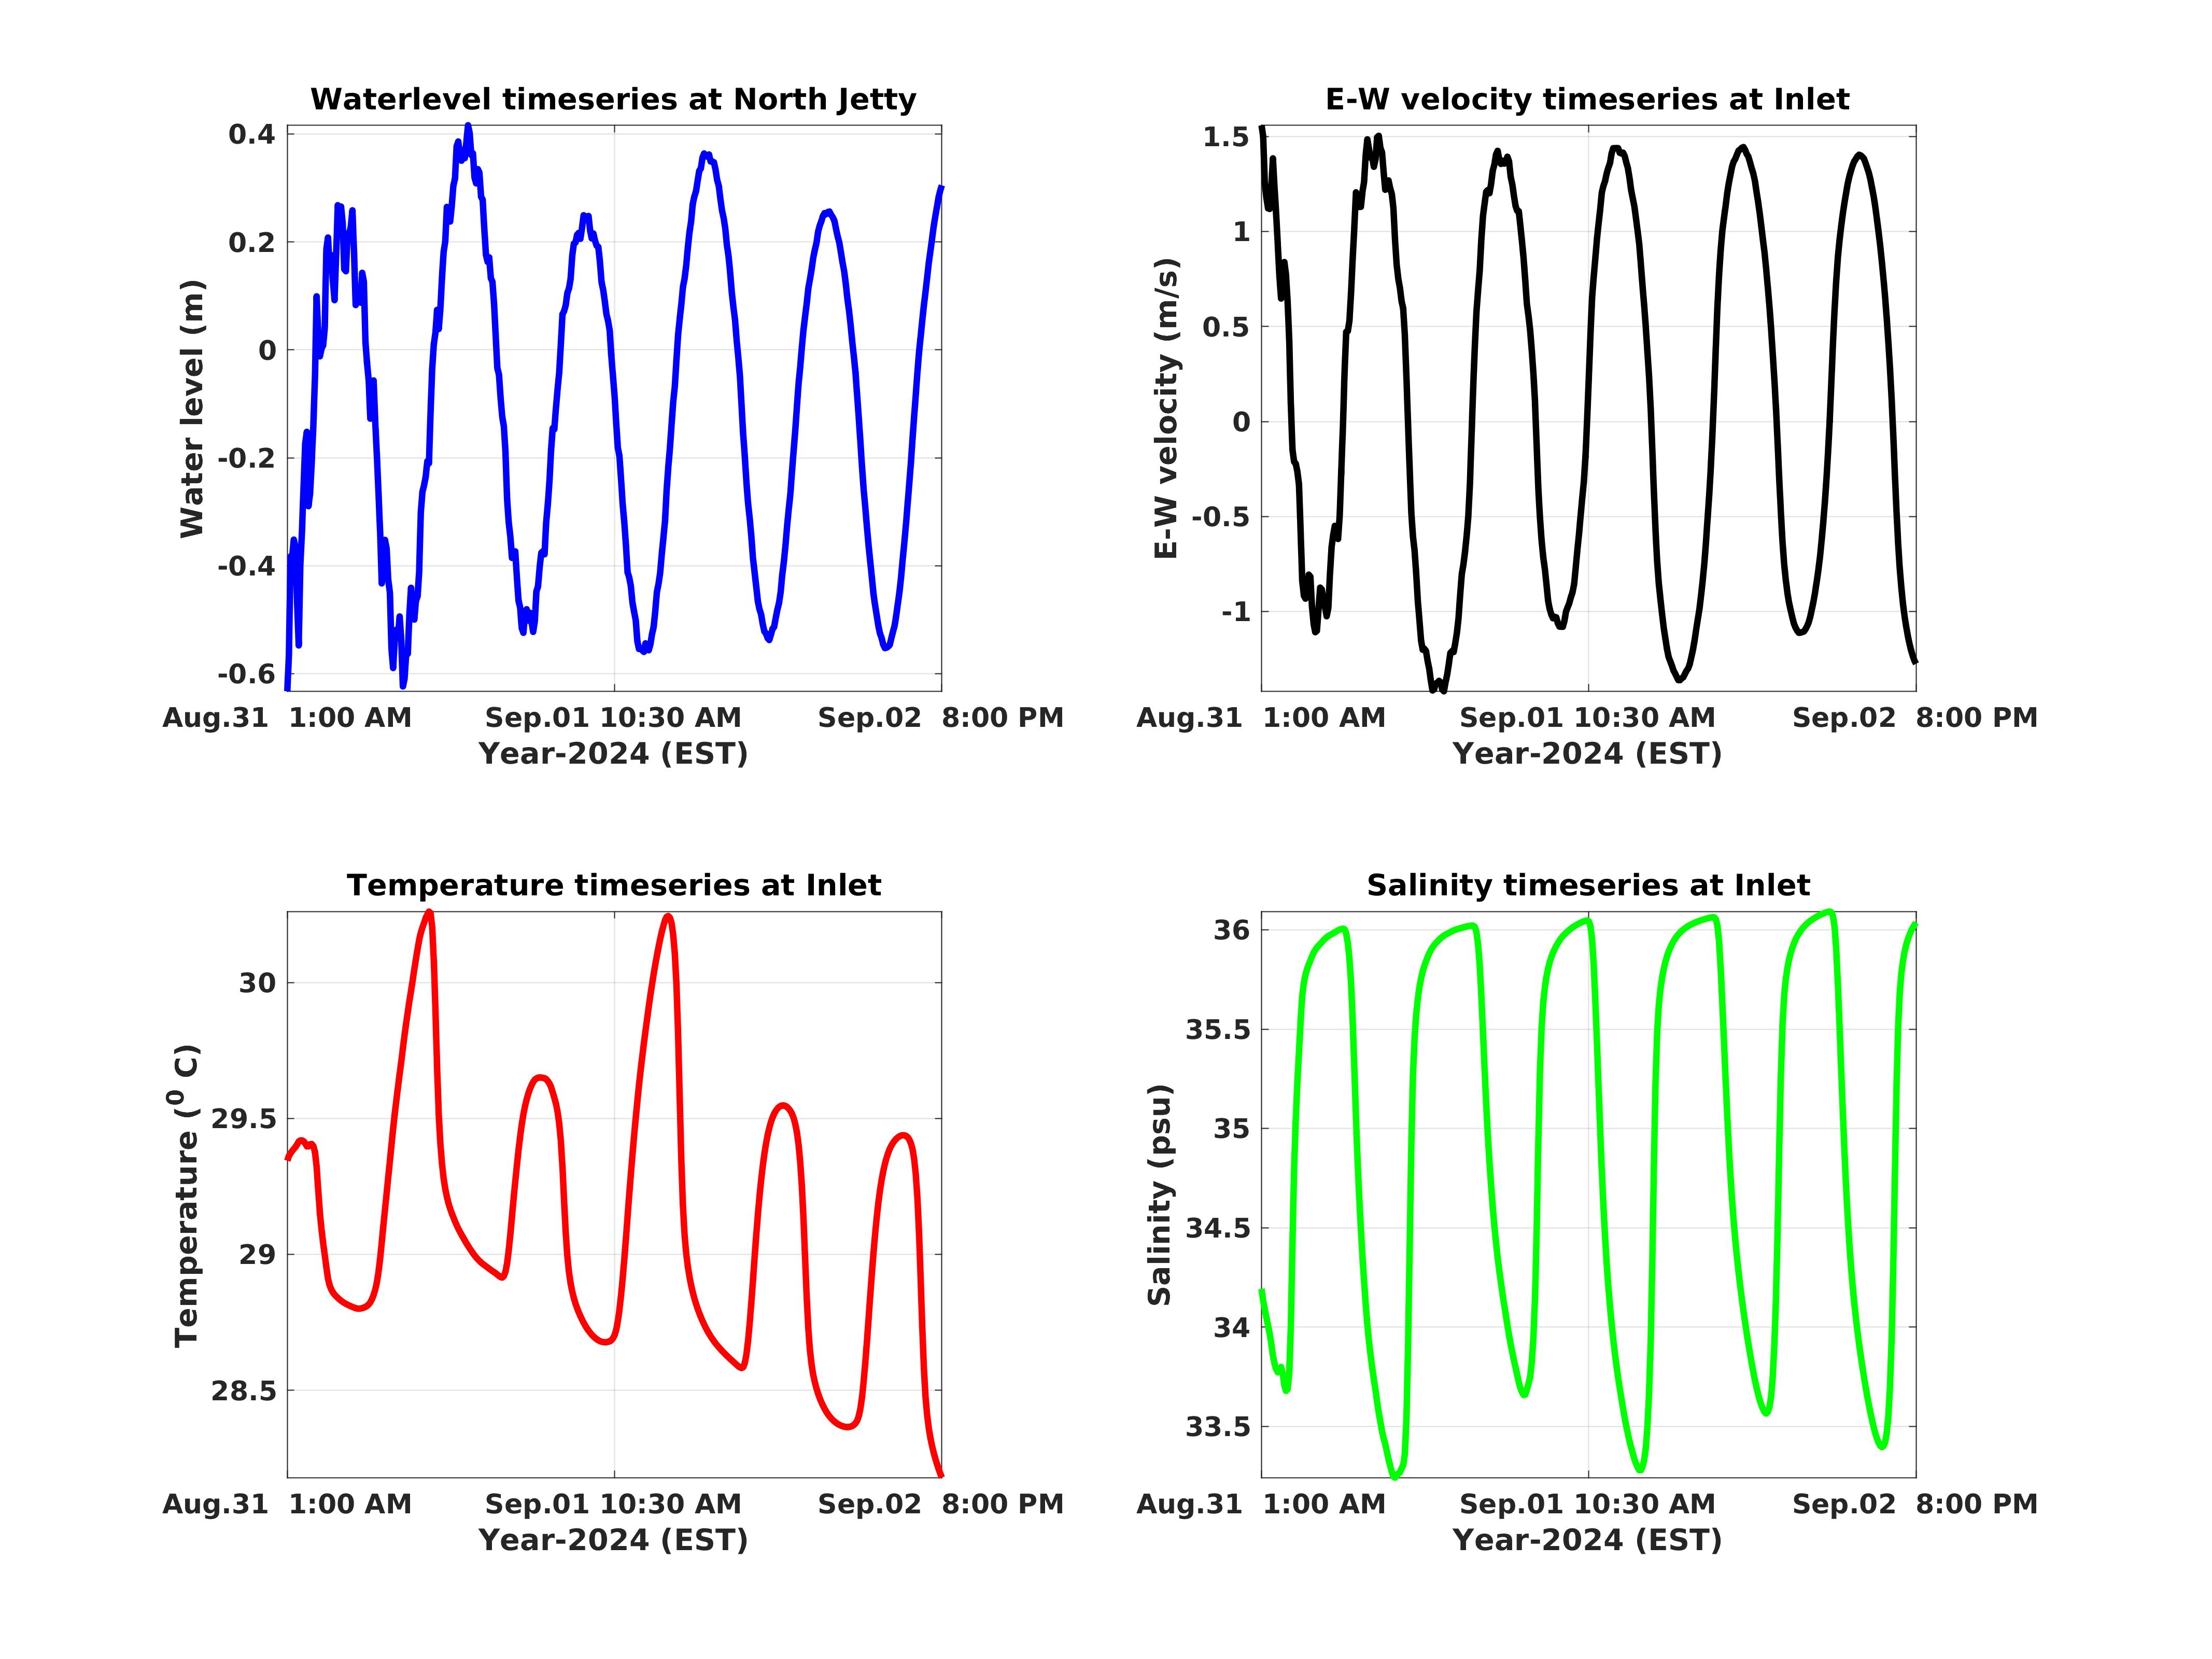 Waterlevel timeseries at North Jetty
0.4
0.2
0
-0.2
-0.4
-0.6
Water level (m)
Aug.31 1:00 AM Sep.01 10:30 AM Sep.02 8:00 PM
Year-2024 (EST)
E-W velocity timeseries at Inlet
1.5
1
0.5
0
-0.5
-1
E-W velocity (m/s)
Aug.31 1:00 AM Sep.01 10:30 AM Sep.02 8:00 PM
Year-2024 (EST)
Temperature timeseries at Inlet
30
29.5
29
28.5
Temperature (⁰ C)
Aug.31 1:00 AM Sep.01 10:30 AM Sep.02 8:00 PM
Year-2024 (EST)
Salinity timeseries at Inlet
36
35.5
35
34.5
34
33.5
Salinity (psu)
Aug.31 1:00 AM Sep.01 10:30 AM Sep.02 8:00 PM
Year-2024 (EST)